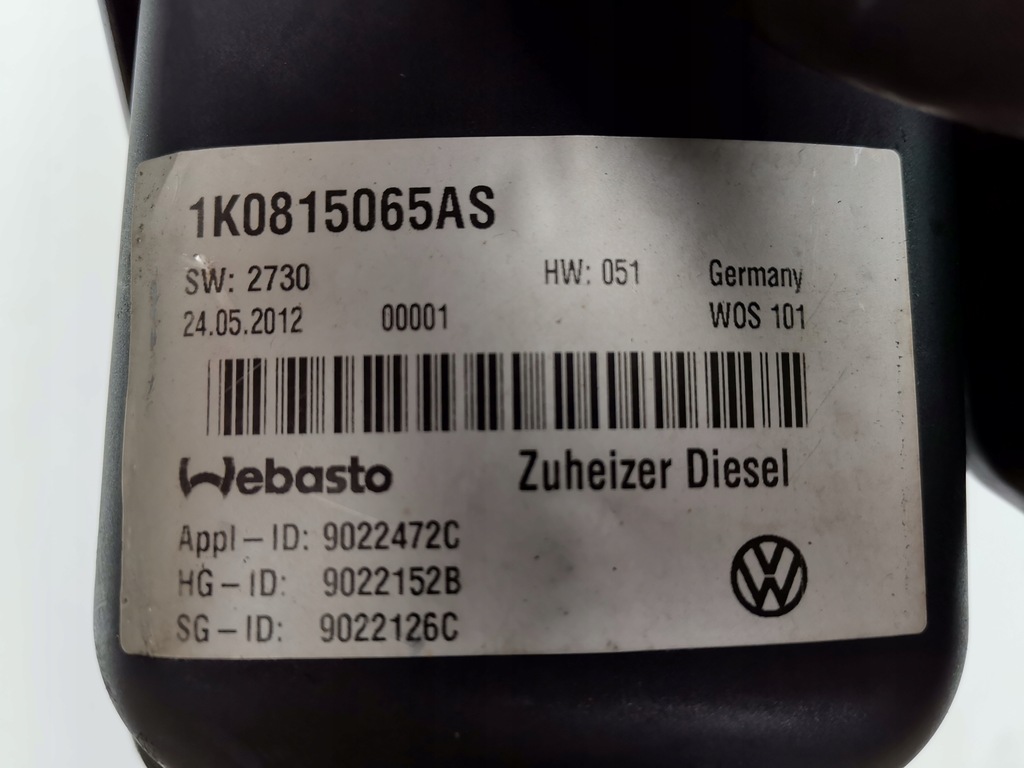 1K0815065AS
SW: 2730 HW: 051 Germany
24.05.2012 00001 WOS 101
Webasto Zuheizer Diesel
Appl-ID: 9022472C
HG-ID: 9022152B
SG-ID: 9022126C
VW